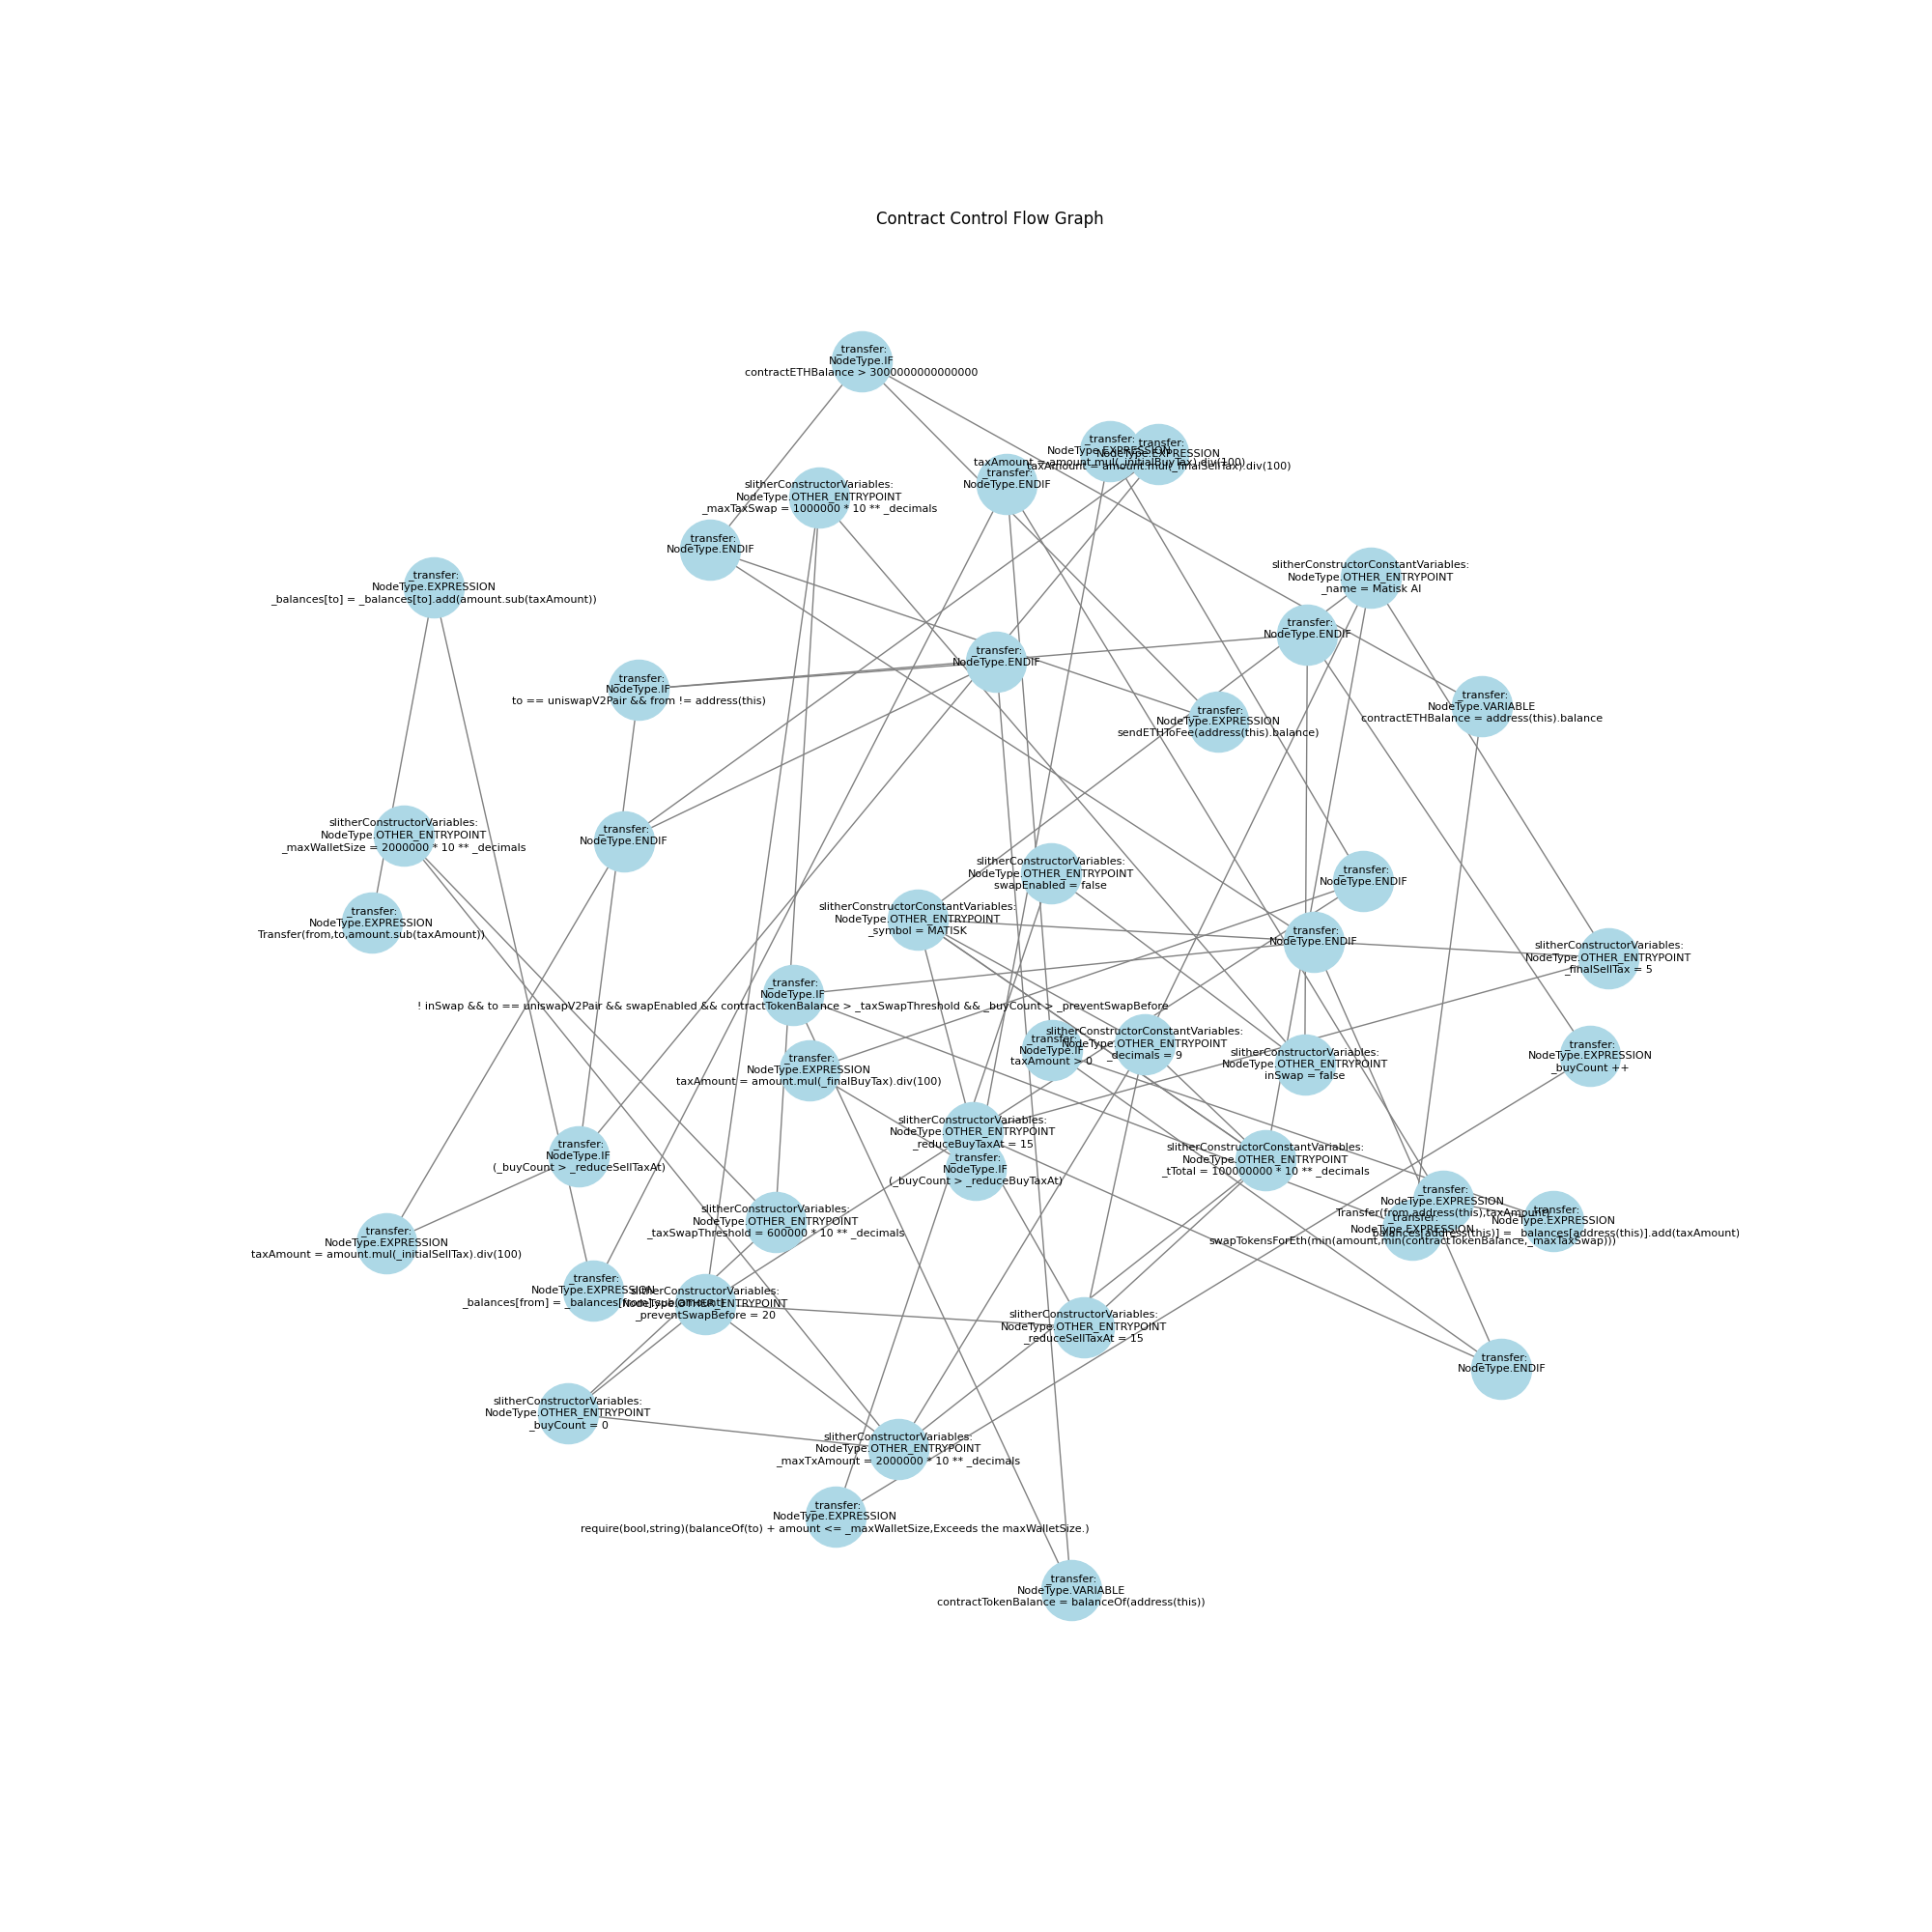 Contract Control Flow Graph
_transfer:
NodeType.IF
contractETHBalance > 3000000000000000
_transfer:
NodeType.EXPRESSION
taxAmount = amount.mul(_initialBuyTax).div(100)
_transfer:
NodeType.EXPRESSION
taxAmount = amount.mul(_finalSellTax).div(100)
_transfer:
NodeType.ENDIF
slitherConstructorVariables:
NodeType.OTHER_ENTRYPOINT
_maxTaxSwap = 1000000 * 10 ** _decimals
_transfer:
NodeType.ENDIF
slitherConstructorConstantVariables:
NodeType.OTHER_ENTRYPOINT
_name = Matisk AI
_transfer:
NodeType.EXPRESSION
_balances[to] = _balances[to].add(amount.sub(taxAmount))
_transfer:
NodeType.ENDIF
_transfer:
NodeType.ENDIF
_transfer:
NodeType.IF
to == uniswapV2Pair && from != address(this)
_transfer:
NodeType.VARIABLE
contractETHBalance = address(this).balance
_transfer:
NodeType.EXPRESSION
sendETHToFee(address(this).balance)
slitherConstructorVariables:
NodeType.OTHER_ENTRYPOINT
_maxWalletSize = 2000000 * 10 ** _decimals
_transfer:
NodeType.ENDIF
slitherConstructorVariables:
NodeType.OTHER_ENTRYPOINT
swapEnabled = false
_transfer:
NodeType.ENDIF
slitherConstructorConstantVariables:
NodeType.OTHER_ENTRYPOINT
_symbol = MATISK
_transfer:
NodeType.EXPRESSION
Transfer(from,to,amount.sub(taxAmount))
_transfer:
NodeType.ENDIF
slitherConstructorVariables:
NodeType.OTHER_ENTRYPOINT
_finalSellTax = 5
_transfer:
NodeType.IF
! inSwap && to == uniswapV2Pair && swapEnabled && contractTokenBalance > _taxSwapThreshold && _buyCount > _preventSwapBefore
slitherConstructorConstantVariables:
NodeType.OTHER_ENTRYPOINT
_decimals = 9
_transfer:
NodeType.IF
taxAmount > 0
slitherConstructorVariables:
NodeType.OTHER_ENTRYPOINT
inSwap = false
_transfer:
NodeType.EXPRESSION
_buyCount ++
_transfer:
NodeType.EXPRESSION
taxAmount = amount.mul(_finalBuyTax).div(100)
slitherConstructorVariables:
NodeType.OTHER_ENTRYPOINT
_reduceBuyTaxAt = 15
_transfer:
NodeType.IF
(_buyCount > _reduceSellTaxAt)
_transfer:
NodeType.IF
(_buyCount > _reduceBuyTaxAt)
slitherConstructorConstantVariables:
NodeType.OTHER_ENTRYPOINT
_tTotal = 100000000 * 10 ** _decimals
_transfer:
NodeType.EXPRESSION
Transfer(from,address(this),taxAmount)
_transfer:
NodeType.EXPRESSION
_balances[address(this)] = _balances[address(this)].add(taxAmount)
_transfer:
NodeType.EXPRESSION
swapTokensForEth(min(amount,min(contractTokenBalance,_maxTaxSwap)))
slitherConstructorVariables:
NodeType.OTHER_ENTRYPOINT
_taxSwapThreshold = 600000 * 10 ** _decimals
_transfer:
NodeType.EXPRESSION
taxAmount = amount.mul(_initialSellTax).div(100)
_transfer:
NodeType.EXPRESSION
_balances[from] = _balances[from].sub(amount)
slitherConstructorVariables:
NodeType.OTHER_ENTRYPOINT
_preventSwapBefore = 20
slitherConstructorVariables:
NodeType.OTHER_ENTRYPOINT
_reduceSellTaxAt = 15
_transfer:
NodeType.ENDIF
slitherConstructorVariables:
NodeType.OTHER_ENTRYPOINT
_buyCount = 0
slitherConstructorVariables:
NodeType.OTHER_ENTRYPOINT
_maxTxAmount = 2000000 * 10 ** _decimals
_transfer:
NodeType.EXPRESSION
require(bool,string)(balanceOf(to) + amount <= _maxWalletSize,Exceeds the maxWalletSize.)
_transfer:
NodeType.VARIABLE
contractTokenBalance = balanceOf(address(this))